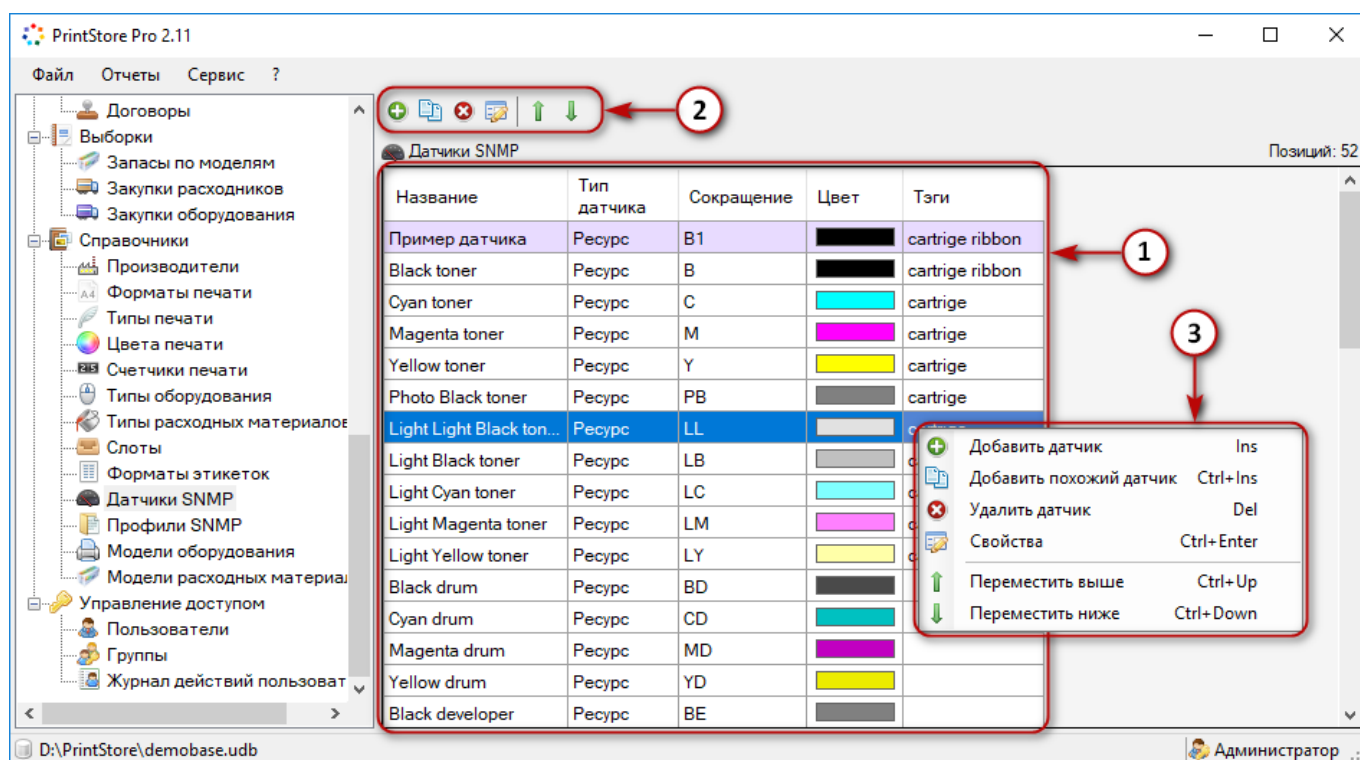 PrintStore Pro 2.11
Файл Отчеты Сервис ?
Договоры
Выборки
Запасы по моделям
Закупки расходников
Закупки оборудования
Справочники
Производители
A4 Форматы печати
Типы печати
Цвета печати
Счетчики печати
Типы оборудования
Типы расходных материалов
Слоты
Форматы этикеток
Датчики SNMP
Профили SNMP
Модели оборудования
Модели расходных материа
Управление доступом
Пользователи
Группы
Журнал действий пользоват
2
Датчики SNMP Позиций: 52
Название Тип датчика Сокращение Цвет Тэги
Пример датчика Ресурс B1 cartrige ribbon
Black toner Ресурс B cartrige ribbon
Cyan toner Ресурс C cartrige
Magenta toner Ресурс M cartrige
Yellow toner Ресурс Y cartrige
Photo Black toner Ресурс PB cartrige
Light Light Black ton... Ресурс LL
Light Black toner Ресурс LB
Light Cyan toner Ресурс LC
Light Magenta toner Ресурс LM
Light Yellow toner Ресурс LY
Black drum Ресурс BD
Cyan drum Ресурс CD
Magenta drum Ресурс MD
Yellow drum Ресурс YD
Black developer Ресурс BE
1
3
Добавить датчик Ins
Добавить похожий датчик Ctrl+Ins
Удалить датчик Del
Свойства Ctrl+Enter
Переместить выше Ctrl+Up
Переместить ниже Ctrl+Down
D:\PrintStore\demobase.udb Администратор